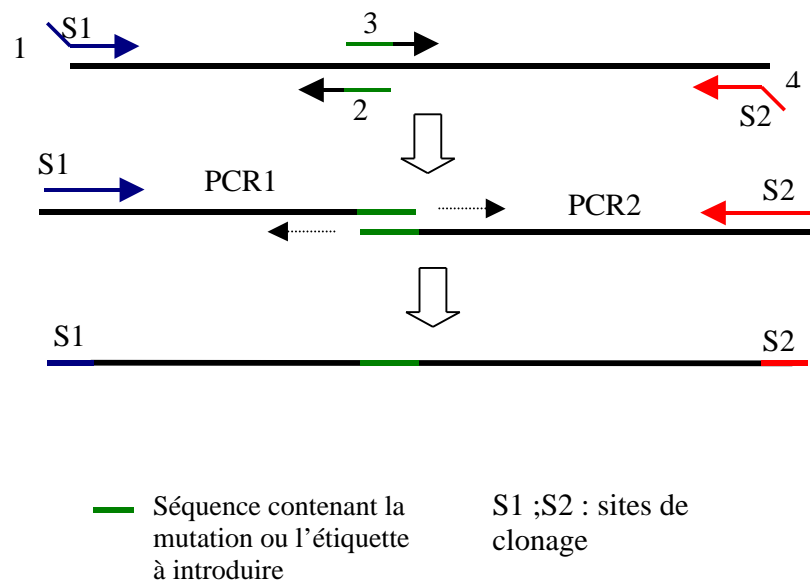 1 S1 3
2 4
S2
S1 PCR1 PCR2 S2
S1 S2
Séquence contenant la
mutation ou l’étiquette
à introduire
S1 ;S2 : sites de
clonage